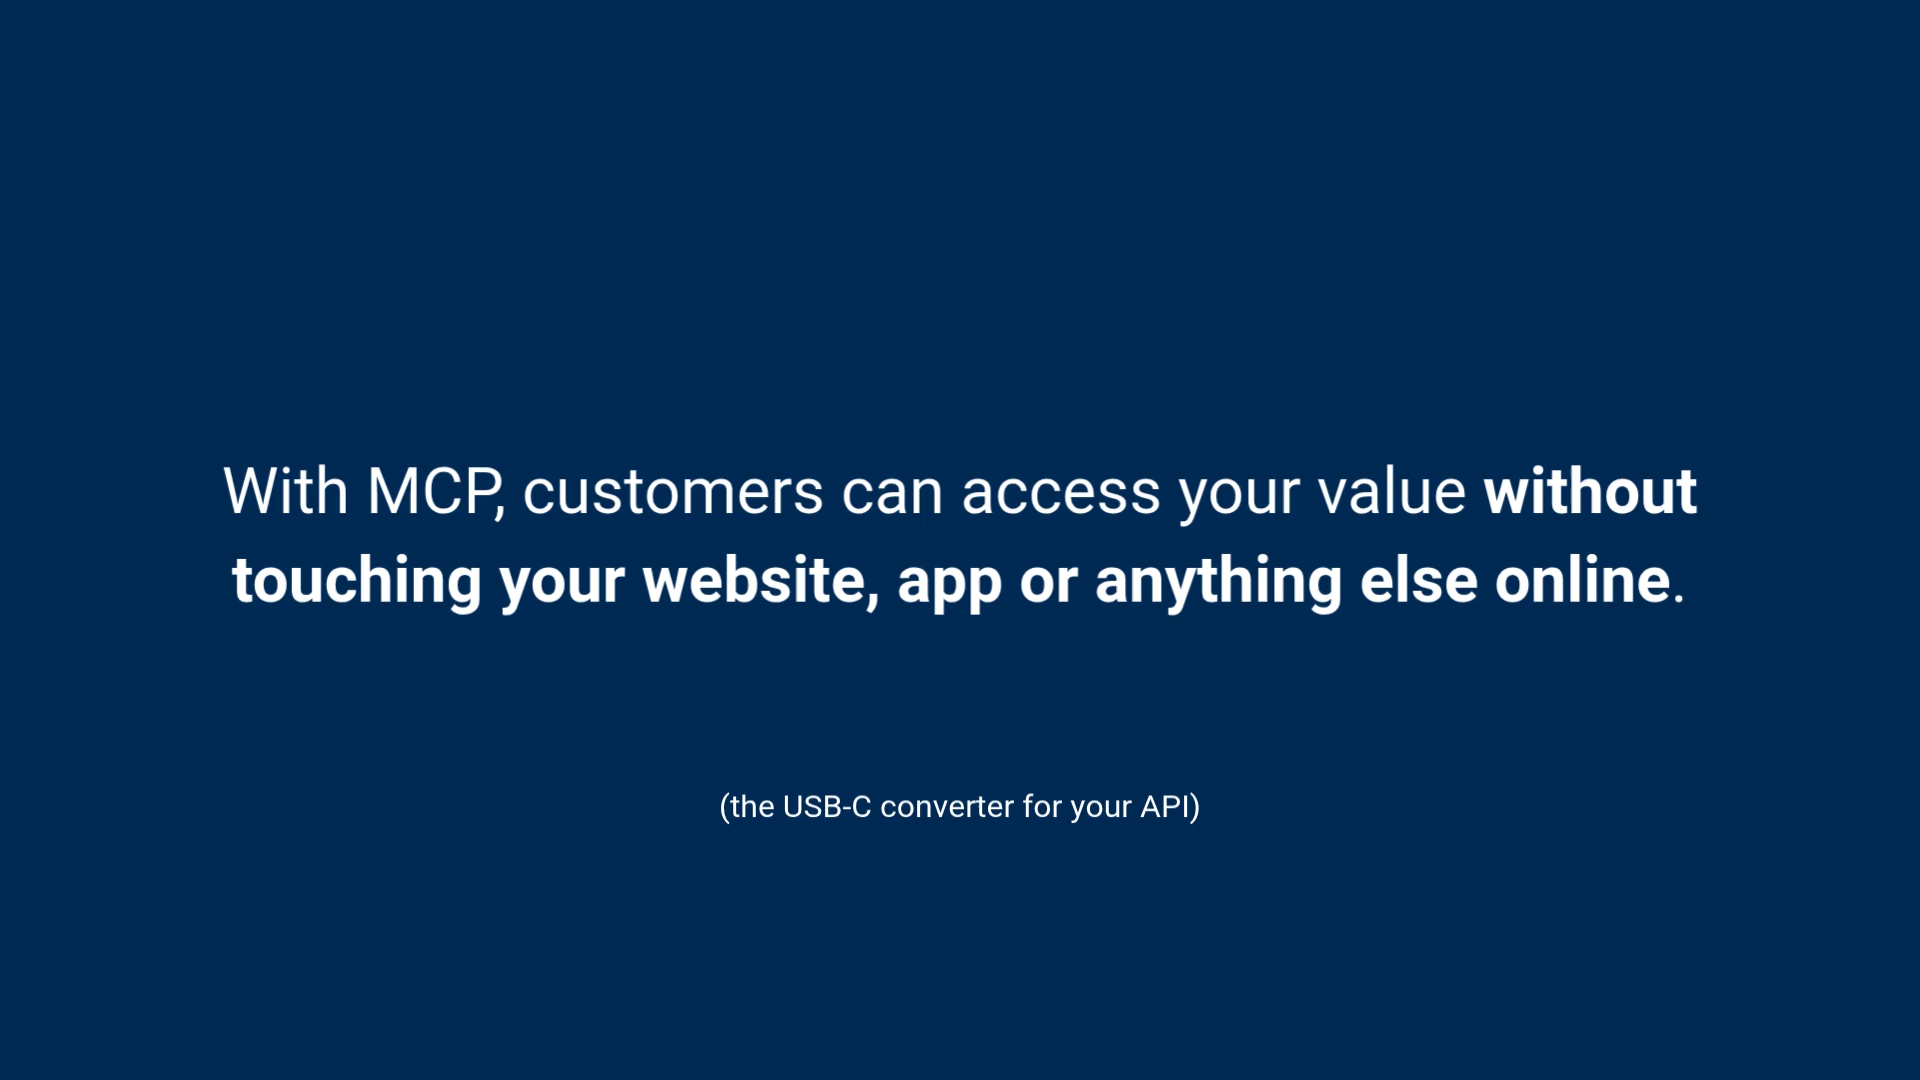 With MCP, customers can access your value without
touching your website, app or anything else online.
(the USB-C converter for your API)